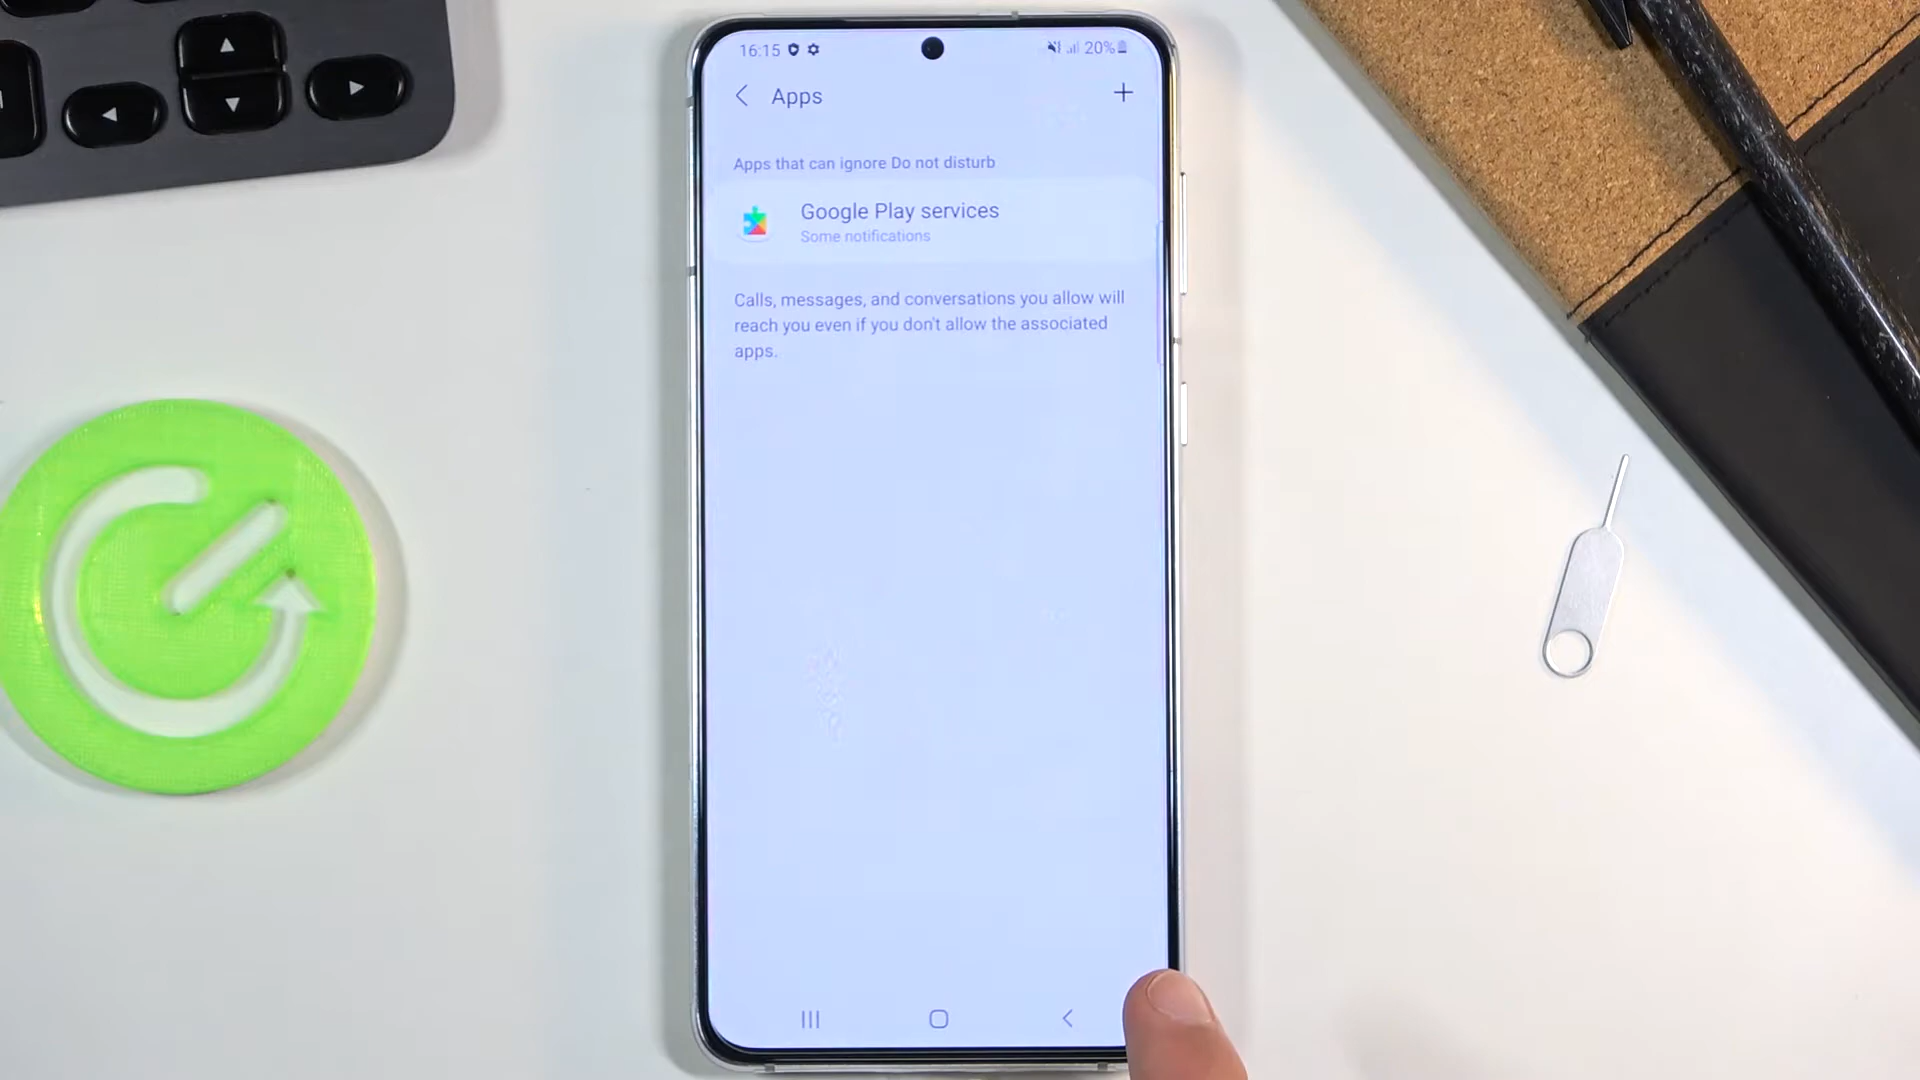 16:15 20%
Apps
Apps that can ignore Do not disturb
Google Play services
Some notifications
Calls, messages, and conversations you allow will
reach you even if you don't allow the associated
apps.